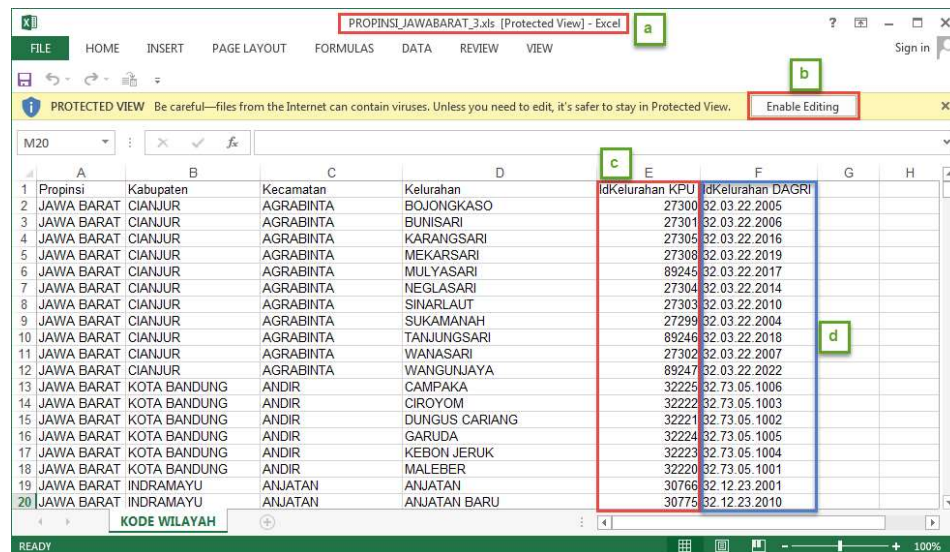 PROPINSI_JAWABARAT_3.xls [Protected View] - Excel
a
FILE HOME INSERT PAGE LAYOUT FORMULAS DATA REVIEW VIEW Sign in
b
PROTECTED VIEW Be careful—files from the Internet can contain viruses. Unless you need to edit, it's safer to stay in Protected View. Enable Editing
M20 fx
c
A B C D E F G H
1 Propinsi Kabupaten Kecamatan Kelurahan IdKelurahan KPU IdKelurahan DAGRI
2 JAWA BARAT CIANJUR AGRABINTA BOJONGKASO 27300 32.03.22.2005
3 JAWA BARAT CIANJUR AGRABINTA BUNISARI 27301 32.03.22.2006
4 JAWA BARAT CIANJUR AGRABINTA KARANGSARI 27305 32.03.22.2016
5 JAWA BARAT CIANJUR AGRABINTA MEKARSARI 27308 32.03.22.2019
6 JAWA BARAT CIANJUR AGRABINTA MULYASARI 89245 32.03.22.2017
7 JAWA BARAT CIANJUR AGRABINTA NEGLASARI 27304 32.03.22.2014
8 JAWA BARAT CIANJUR AGRABINTA SINARLAUT 27303 32.03.22.2010
9 JAWA BARAT CIANJUR AGRABINTA SUKAMANAH 27299 32.03.22.2004
10 JAWA BARAT CIANJUR AGRABINTA TANJUNGSARI 89246 32.03.22.2018
d
11 JAWA BARAT CIANJUR AGRABINTA WANASARI 27302 32.03.22.2007
12 JAWA BARAT CIANJUR AGRABINTA WANGUNJAYA 89247 32.03.22.2022
13 JAWA BARAT KOTA BANDUNG ANDIR CAMPAKA 32225 32.73.05.1006
14 JAWA BARAT KOTA BANDUNG ANDIR CIROYOM 32222 32.73.05.1003
15 JAWA BARAT KOTA BANDUNG ANDIR DUNGUS CARIANG 32221 32.73.05.1002
16 JAWA BARAT KOTA BANDUNG ANDIR GARUDA 32224 32.73.05.1005
17 JAWA BARAT KOTA BANDUNG ANDIR KEBON JERUK 32223 32.73.05.1004
18 JAWA BARAT KOTA BANDUNG ANDIR MALEBER 32220 32.73.05.1001
19 JAWA BARAT INDRAMAYU ANJATAN ANJATAN 30766 32.12.23.2001
20 JAWA BARAT INDRAMAYU ANJATAN ANJATAN BARU 30775 32.12.23.2010
KODE WILAYAH
READY 100%